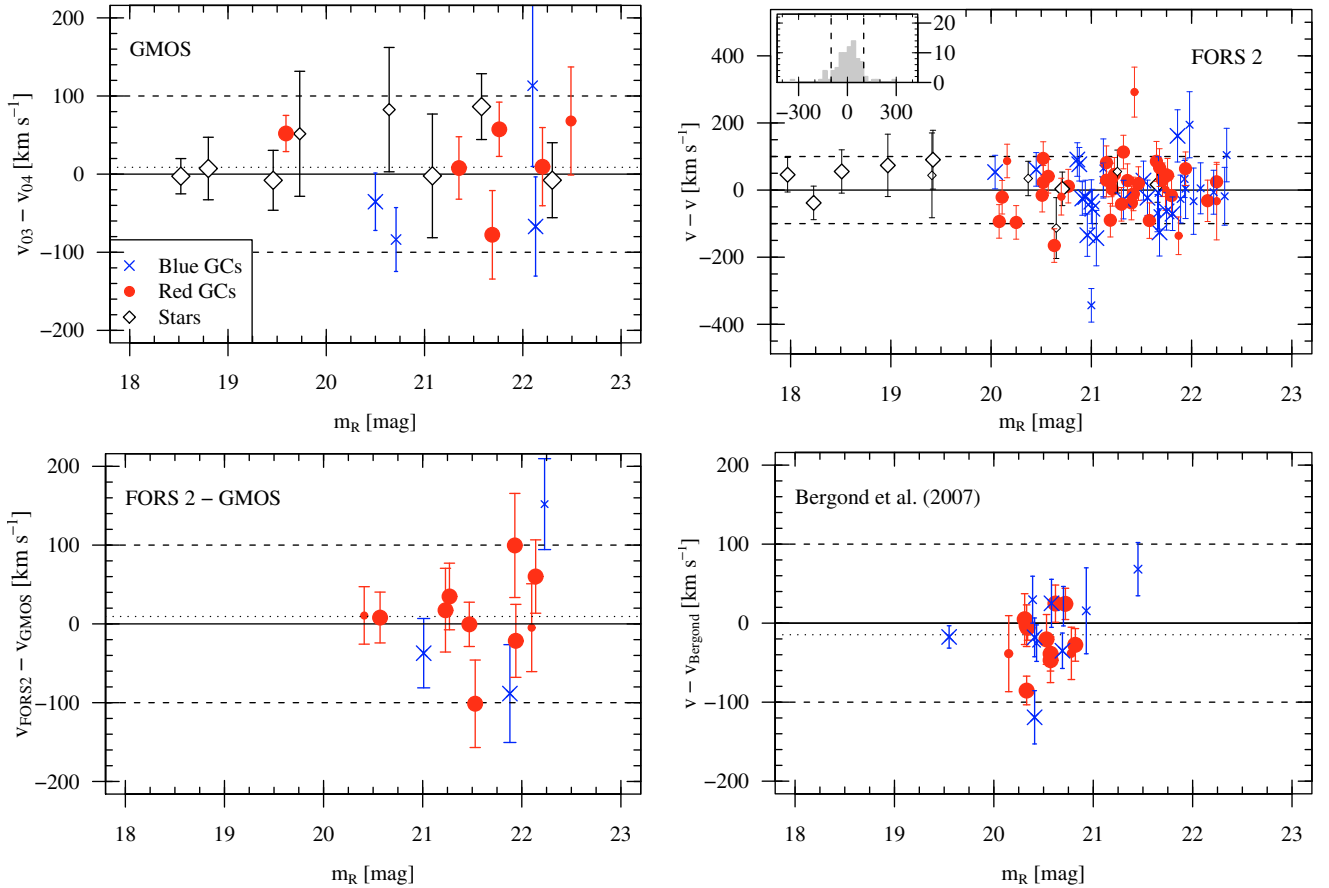 GMOS
200
100
0
−100
−200
v03 − v04 [km s−1]
Blue GCs
Red GCs
Stars
18 19 20 21 22 23
mR [mag]
FORS 2
20
10
0
−300 0 300
400
200
0
−200
−400
v − v [km s−1]
18 19 20 21 22 23
mR [mag]
FORS 2 − GMOS
200
100
0
−100
−200
vFORS2 − vGMOS [km s−1]
18 19 20 21 22 23
mR [mag]
Bergond et al. (2007)
200
100
0
−100
−200
v − vBergond [km s−1]
18 19 20 21 22 23
mR [mag]